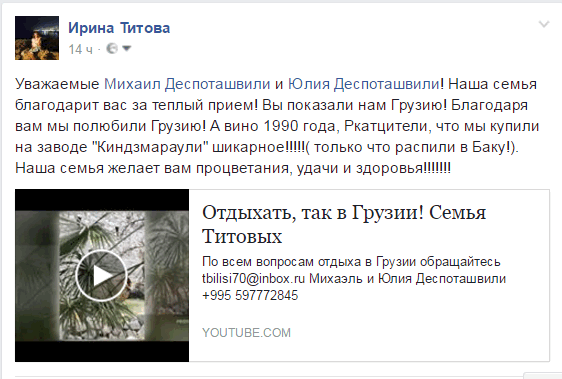 Ирина Титова
14 ч ·
Уважаемые Михаил Деспоташвили и Юлия Деспоташвили! Наша семья
благодарит вас за теплый прием! Вы показали нам Грузию! Благодаря
вам мы полюбили Грузию! А вино 1990 года, Ркатцители, что мы купили
на заводе "Киндзмараули" шикарное!!!!!( только что распили в Баку!).
Наша семья желает вам процветания, удачи и здоровья!!!!!!!
Отдыхать, так в Грузии! Семья
Титовых
По всем вопросам отдыха в Грузии обращайтесь
tbilisi70@inbox.ru Михаэль и Юлия Деспоташвили
+995 597772845
YOUTUBE.COM